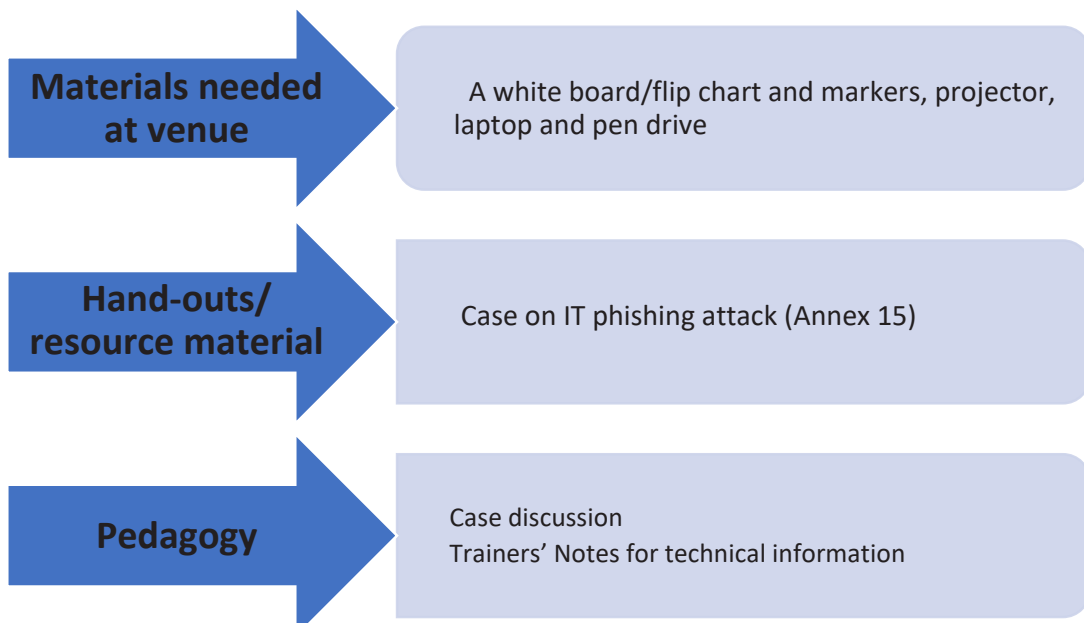 Materials needed
at venue
A white board/flip chart and markers, projector,
laptop and pen drive
Hand-outs/
resource material
Case on IT phishing attack (Annex 15)
Pedagogy
Case discussion
Trainers’ Notes for technical information